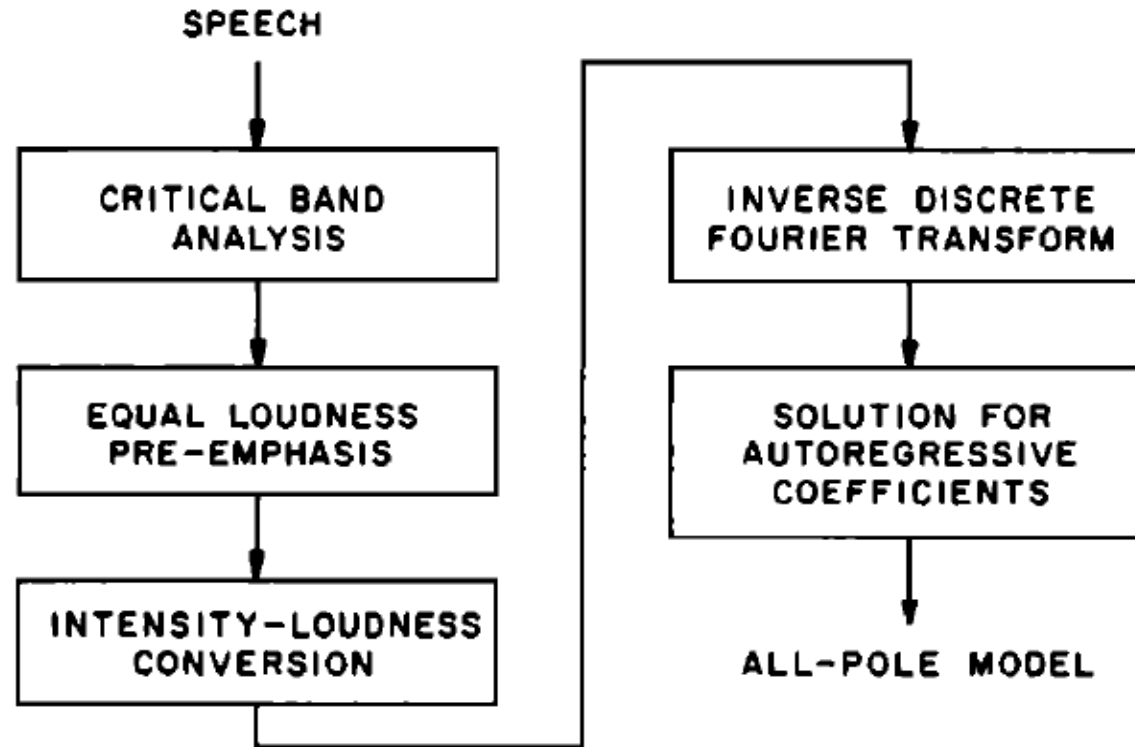 SPEECH
CRITICAL BAND
ANALYSIS
EQUAL LOUDNESS
PRE-EMPHASIS
INTENSITY-LOUDNESS
CONVERSION
INVERSE DISCRETE
FOURIER TRANSFORM
SOLUTION FOR
AUTOREGRESSIVE
COEFFICIENTS
ALL-POLE MODEL